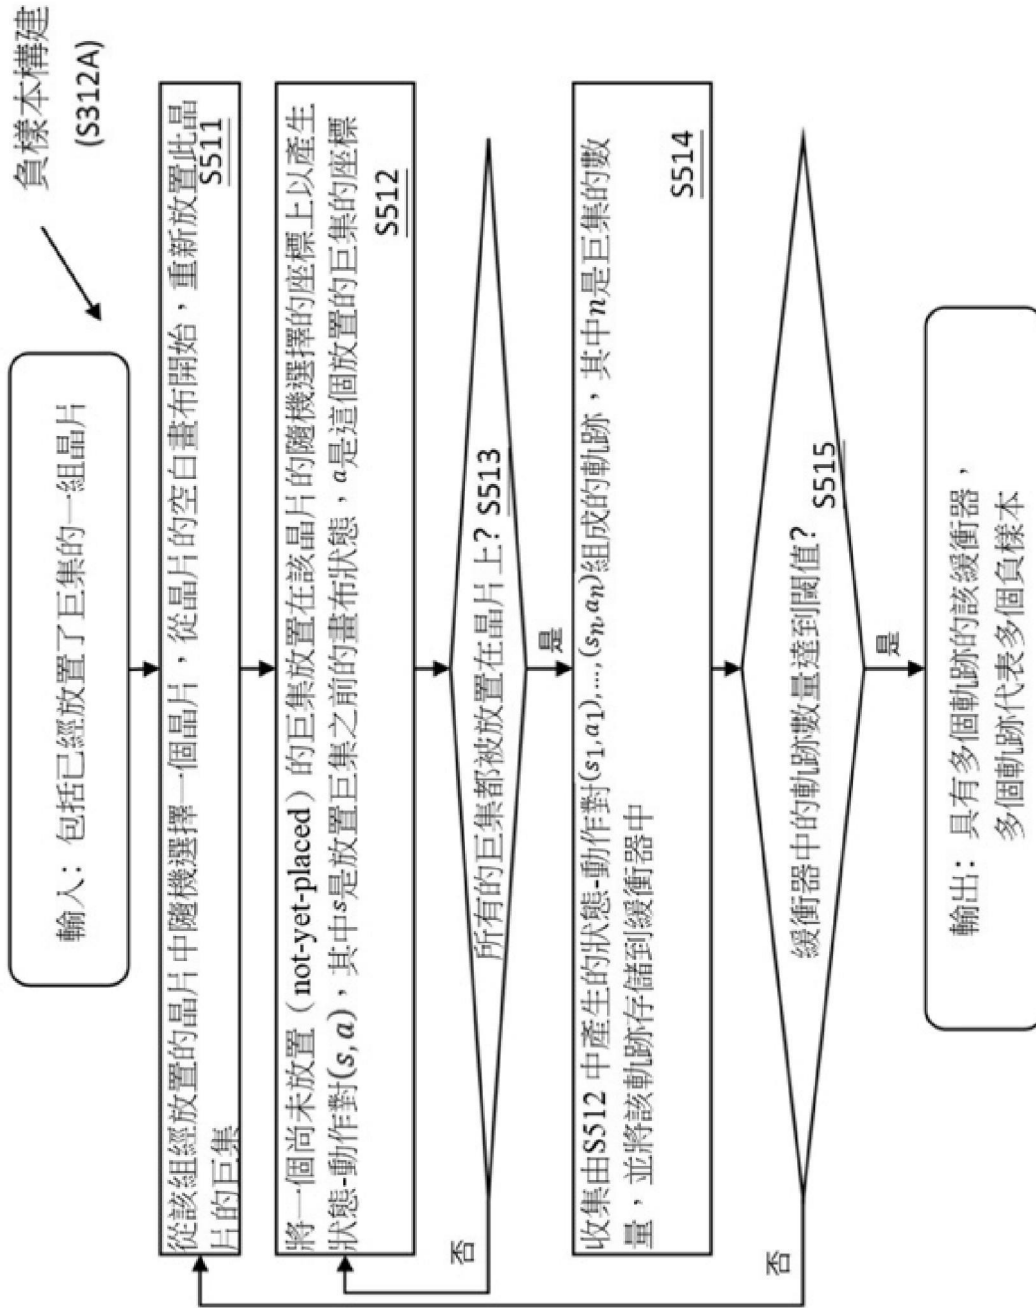 負樣本構建
(S312A)
輸入：包括已經放置了巨集的一組晶片
從該組經放置的晶片中隨機選擇一個晶片，從晶片的空白畫布開始，重新放置此晶
片的巨集
S511
將一個尚未放置（not-yet-placed）的巨集放置在該晶片的隨機選擇的座標上以產生
狀態-動作對(s,a)，其中s是放置巨集之前的畫布狀態，a是這個放置的巨集的座標
S512
所有的巨集都被放置在晶片上?
S513
否
是
收集由S512 中產生的狀態-動作對(s₁,a₁),...,(sₙ,aₙ)組成的軌跡，其中n是巨集的數
量，並將該軌跡存儲到緩衝器中
S514
緩衝器中的軌跡數量達到閾值?
S515
否
是
輸出：具有多個軌跡的該緩衝器，
多個軌跡代表多個負樣本